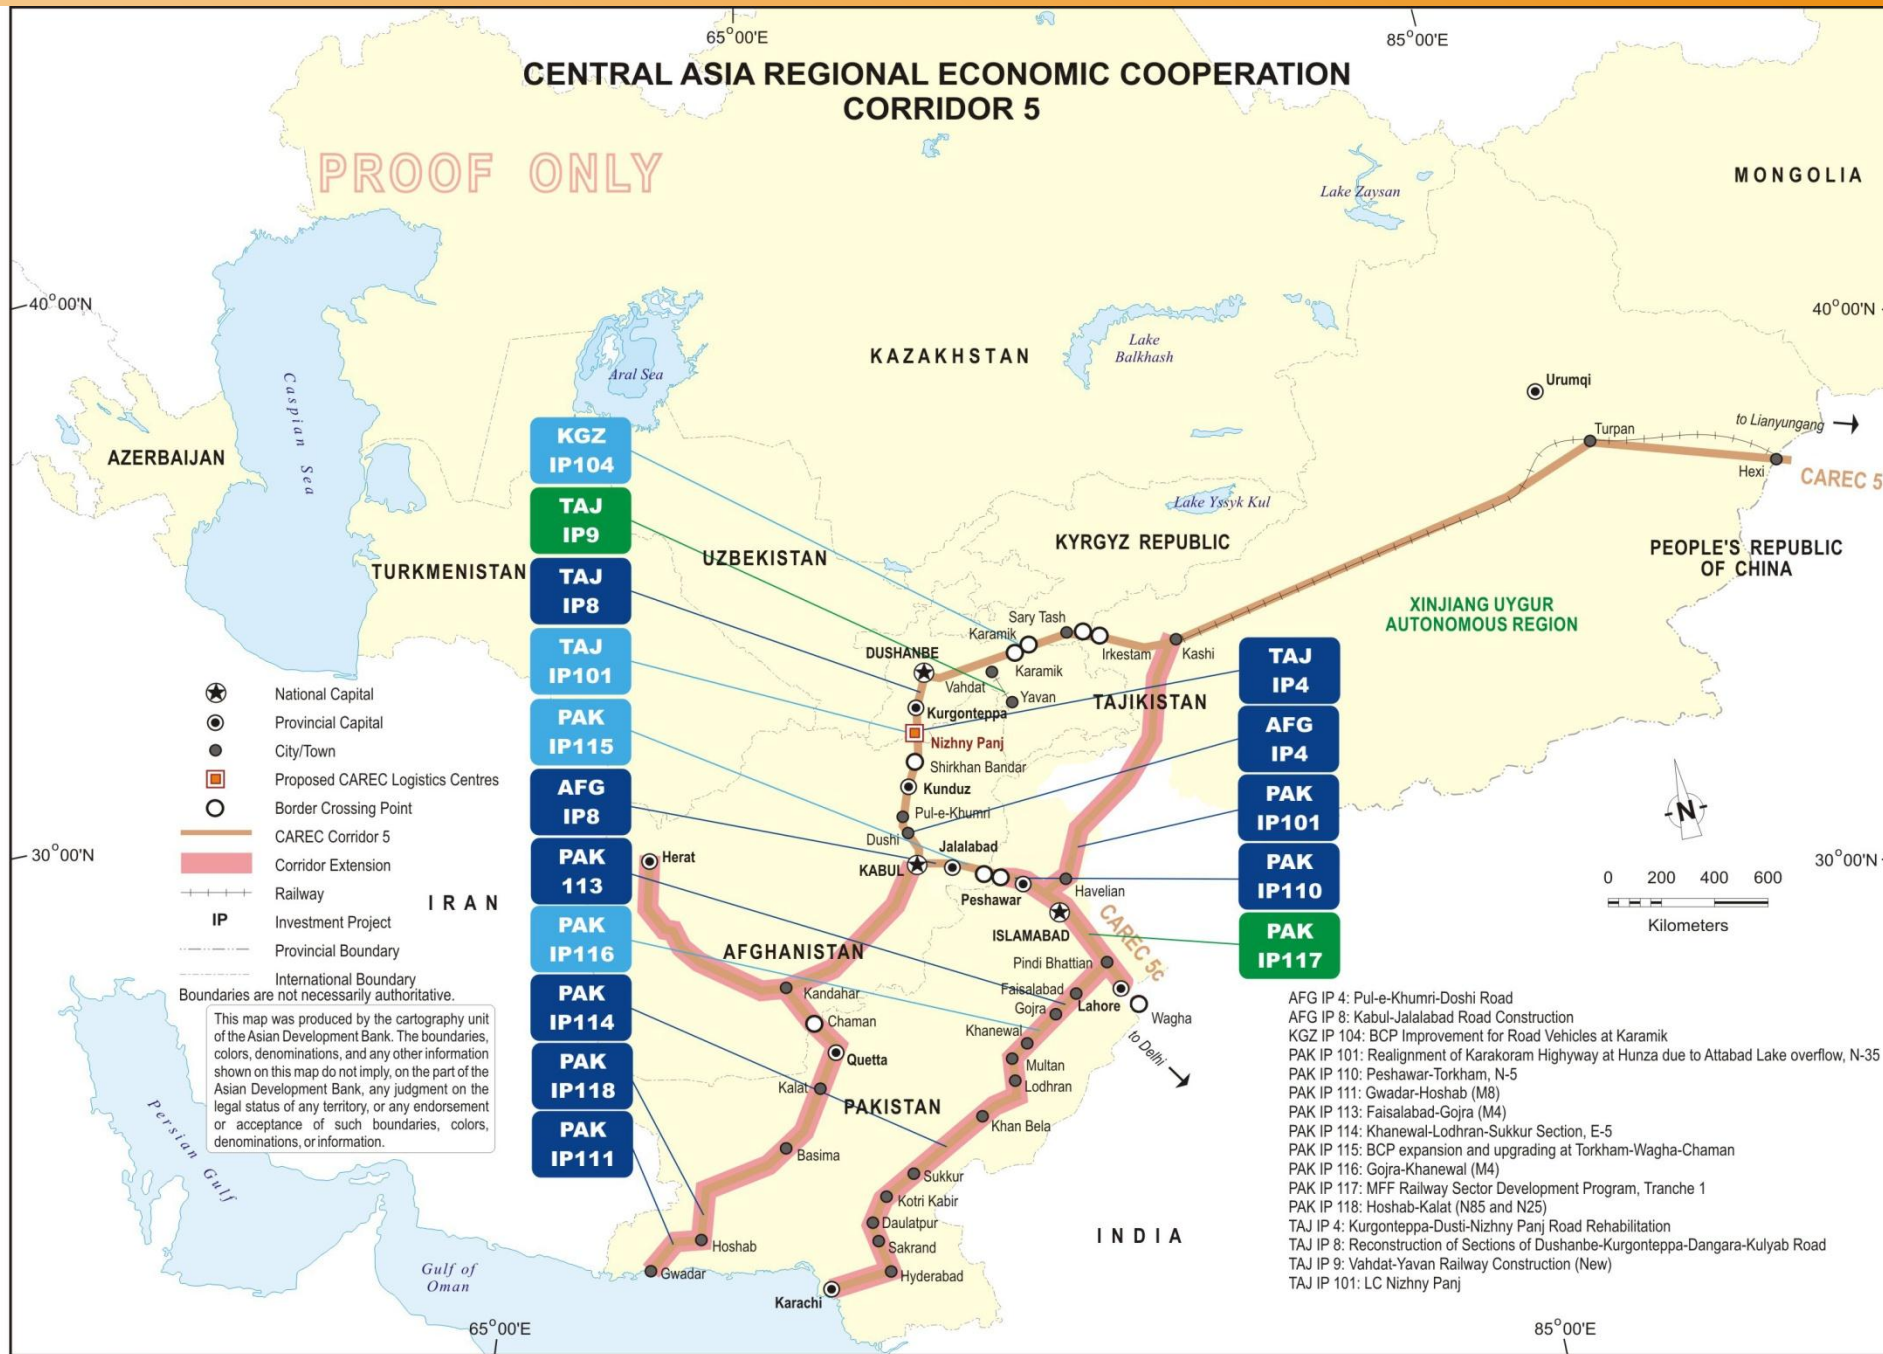 65°00'E
85°00'E
CENTRAL ASIA REGIONAL ECONOMIC COOPERATION
CORRIDOR 5
PROOF ONLY
MONGOLIA
Lake Zaysan
40°00'N
40°00'N
KAZAKHSTAN
Lake
Balkhash
Aral Sea
Caspian Sea
Urumqi
to Lianyungang
Turpan
Hexi
CAREC 5
AZERBAIJAN
KGZ
IP104
TAJ
IP9
TAJ
IP8
TAJ
IP101
PAK
IP115
AFG
IP8
PAK
113
PAK
IP116
PAK
IP114
PAK
IP118
PAK
IP111
Lake Yssyk Kul
KYRGYZ REPUBLIC
UZBEKISTAN
TURKMENISTAN
PEOPLE'S REPUBLIC
OF CHINA
XINJIANG UYGUR
AUTONOMOUS REGION
Sary Tash
Karamik
Irkestam
Kashi
DUSHANBE
Karamik
Vahdat
Yavan
TAJIKISTAN
Kurgonteppa
Nizhny Panj
Shirkhan Bandar
Kunduz
Pul-e-Khumri
Dushi
Jalalabad
KABUL
Peshawar
Havelian
ISLAMABAD
CAREC 5c
Pindi Bhattian
Faisalabad
Lahore
Gojra
Wagha
Khanewal
to Delhi
Multan
Lodhran
Khan Bela
Sukkur
Kotri Kabir
Daulatpur
Sakrand
Hyderabad
Karachi
Herat
IRAN
AFGHANISTAN
Kandahar
Chaman
Quetta
Kalat
PAKISTAN
Basima
Hoshab
Gwadar
INDIA
Gulf of
Oman
Persian Gulf
TAJ
IP4
AFG
IP4
PAK
IP101
PAK
IP110
PAK
IP117
N
30°00'N
30°00'N
0 200 400 600
Kilometers
National Capital
Provincial Capital
City/Town
Proposed CAREC Logistics Centres
Border Crossing Point
CAREC Corridor 5
Corridor Extension
Railway
IP Investment Project
Provincial Boundary
International Boundary
Boundaries are not necessarily authoritative.
This map was produced by the cartography unit
of the Asian Development Bank. The boundaries,
colors, denominations, and any other information
shown on this map do not imply, on the part of the
Asian Development Bank, any judgment on the
legal status of any territory, or any endorsement
or acceptance of such boundaries, colors,
denominations, or information.
AFG IP 4: Pul-e-Khumri-Doshi Road
AFG IP 8: Kabul-Jalalabad Road Construction
KGZ IP 104: BCP Improvement for Road Vehicles at Karamik
PAK IP 101: Realignment of Karakoram Highyway at Hunza due to Attabad Lake overflow, N-35
PAK IP 110: Peshawar-Torkham, N-5
PAK IP 111: Gwadar-Hoshab (M8)
PAK IP 113: Faisalabad-Gojra (M4)
PAK IP 114: Khanewal-Lodhran-Sukkur Section, E-5
PAK IP 115: BCP expansion and upgrading at Torkham-Wagha-Chaman
PAK IP 116: Gojra-Khanewal (M4)
PAK IP 117: MFF Railway Sector Development Program, Tranche 1
PAK IP 118: Hoshab-Kalat (N85 and N25)
TAJ IP 4: Kurgonteppa-Dusti-Nizhny Panj Road Rehabilitation
TAJ IP 8: Reconstruction of Sections of Dushanbe-Kurgonteppa-Dangara-Kulyab Road
TAJ IP 9: Vahdat-Yavan Railway Construction (New)
TAJ IP 101: LC Nizhny Panj
65°00'E
85°00'E